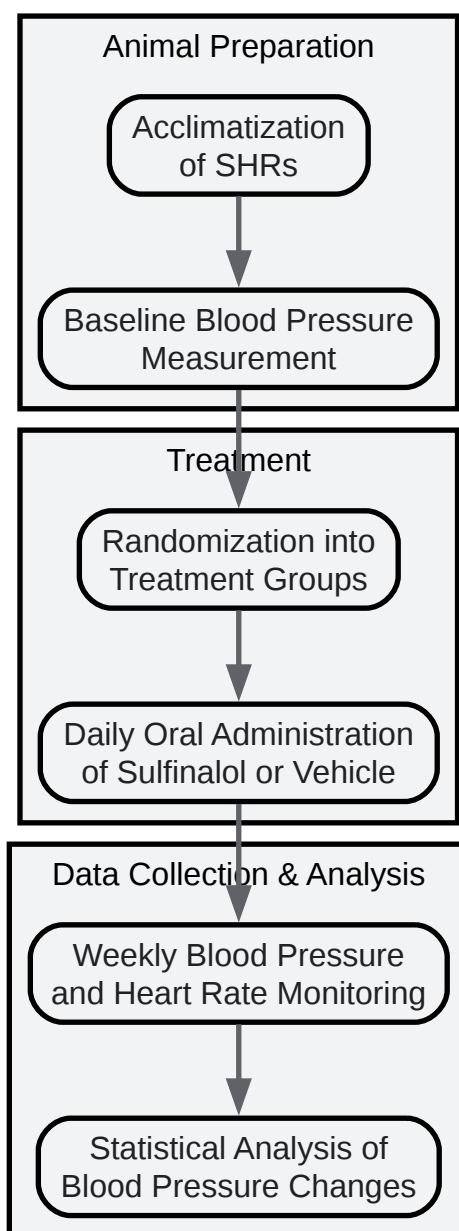 Animal Preparation
Acclimatization
of SHRs
Baseline Blood Pressure
Measurement
Treatment
Randomization into
Treatment Groups
Daily Oral Administration
of Sulfinalol or Vehicle
Data Collection & Analysis
Weekly Blood Pressure
and Heart Rate Monitoring
Statistical Analysis of
Blood Pressure Changes